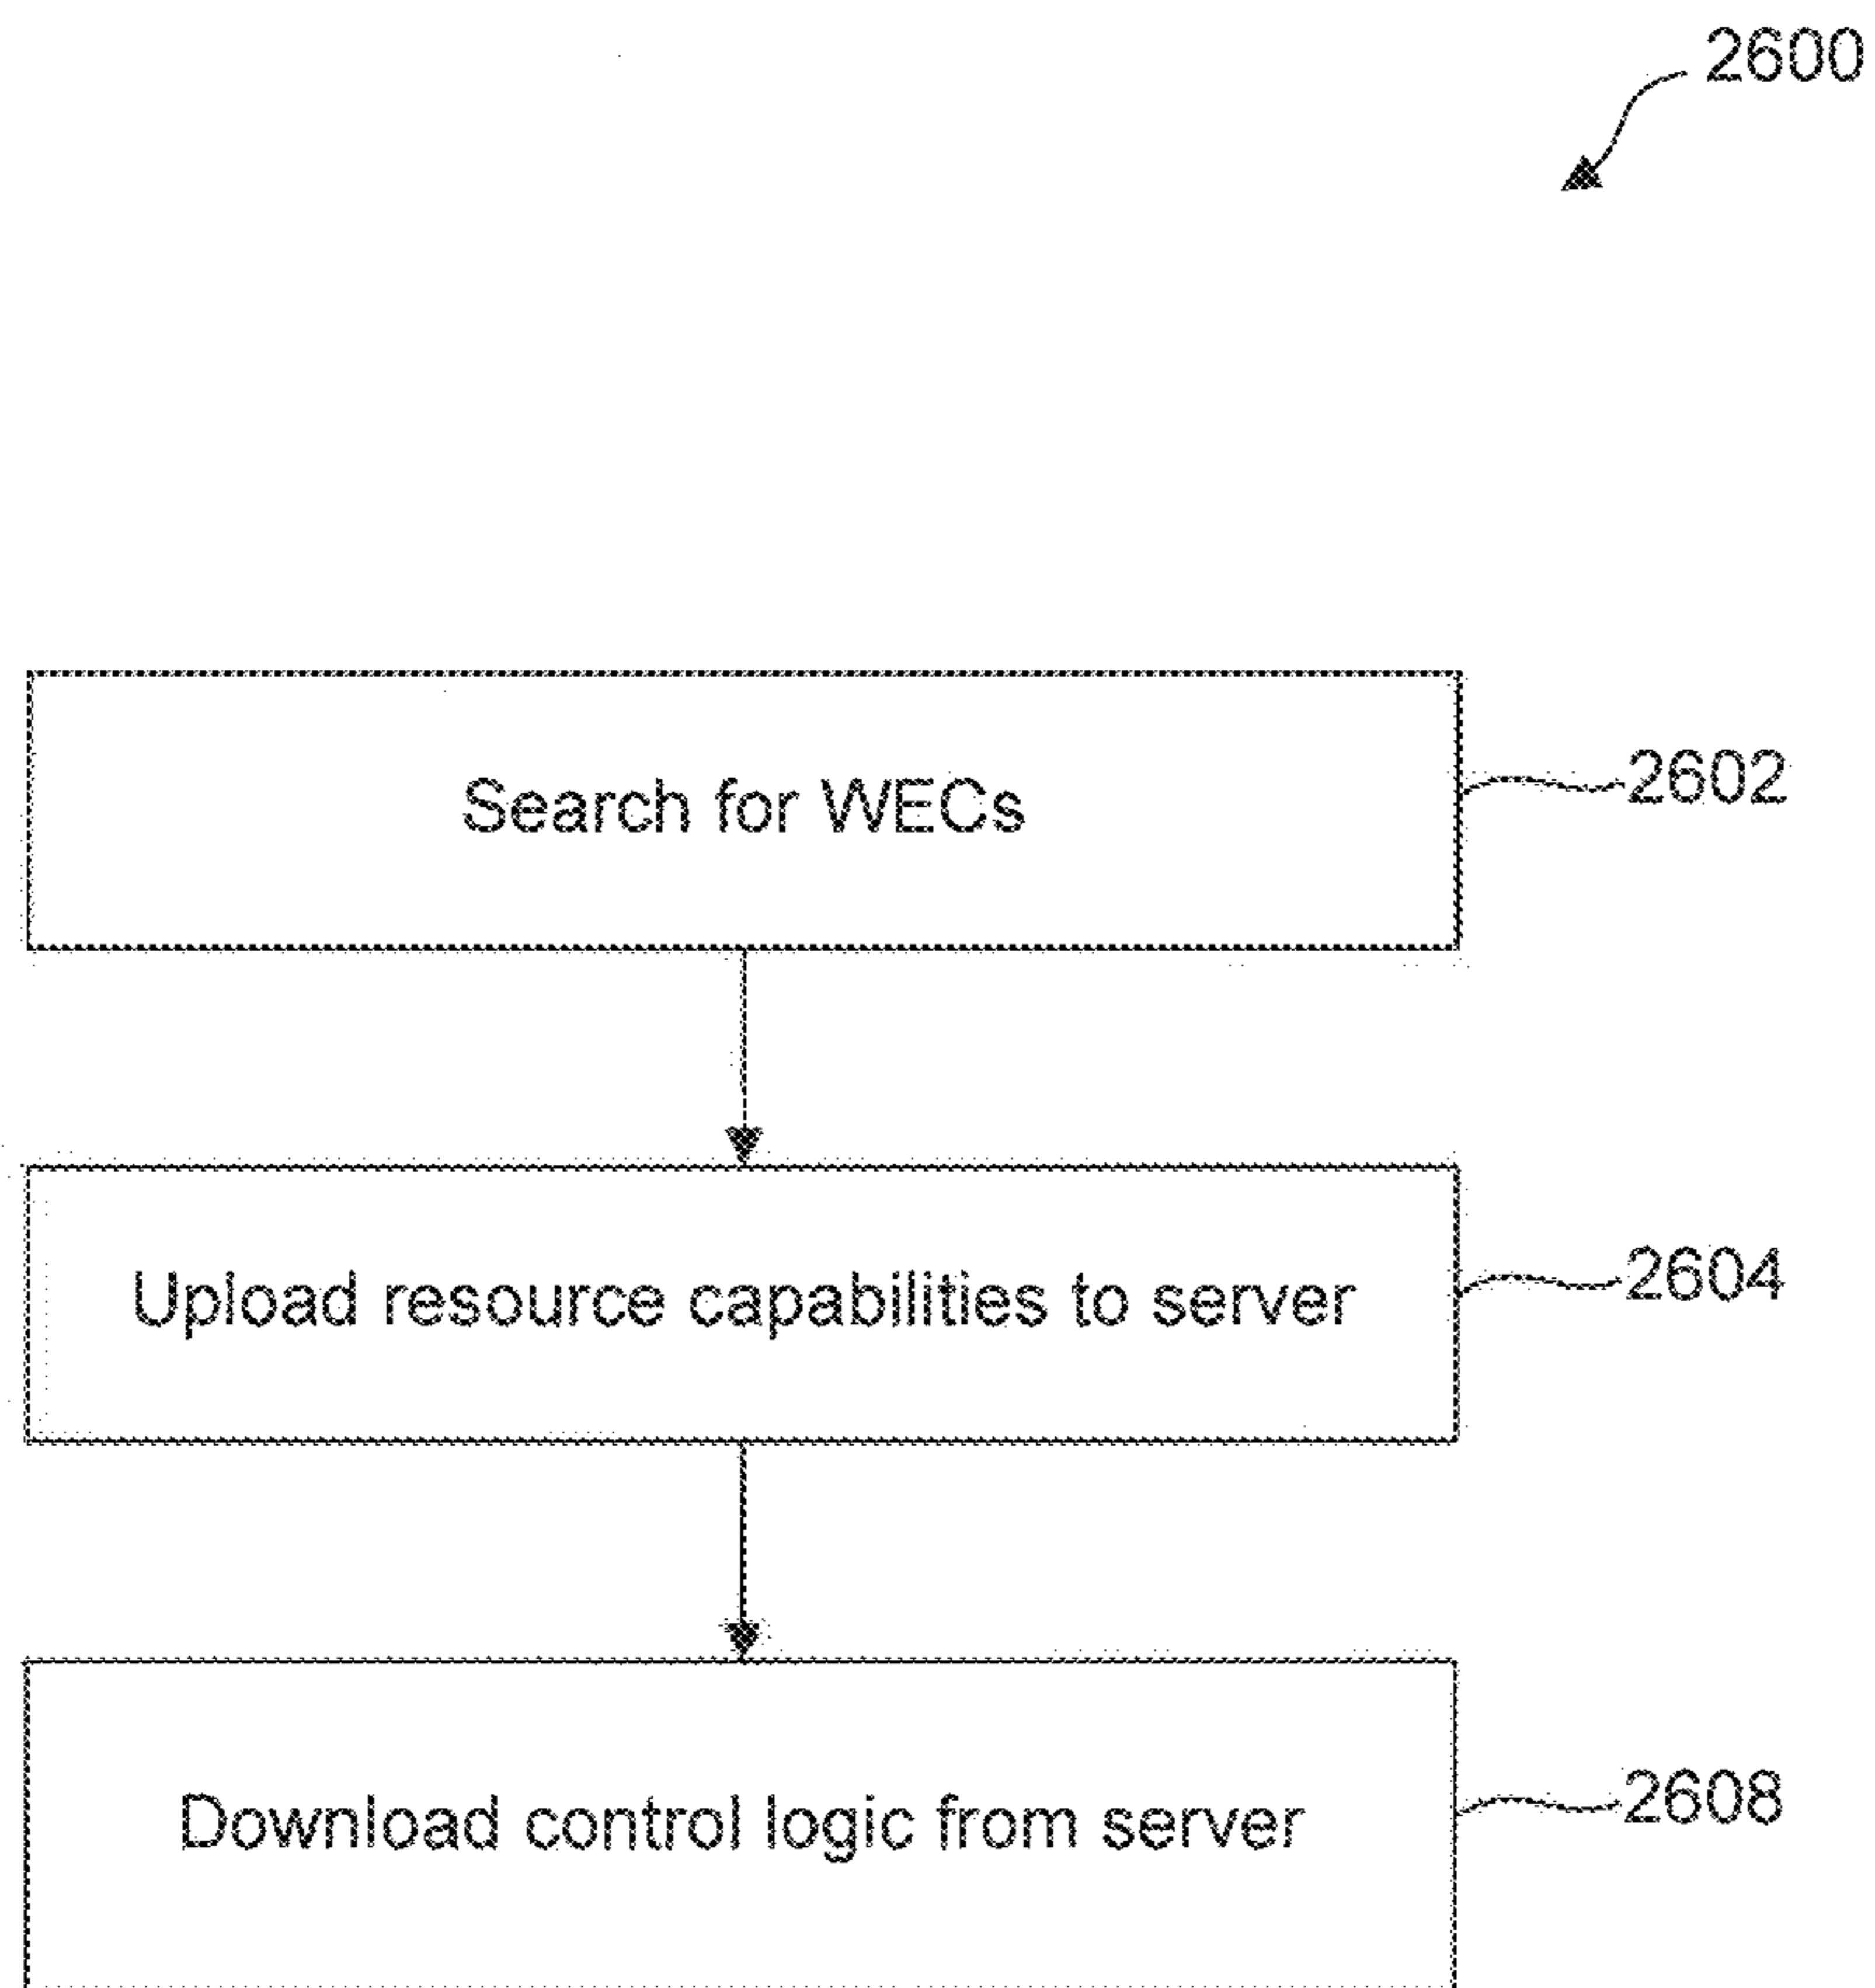 2600
Search for WECs
2602
Upload resource capabilities to server
2604
Download control logic from server
2608